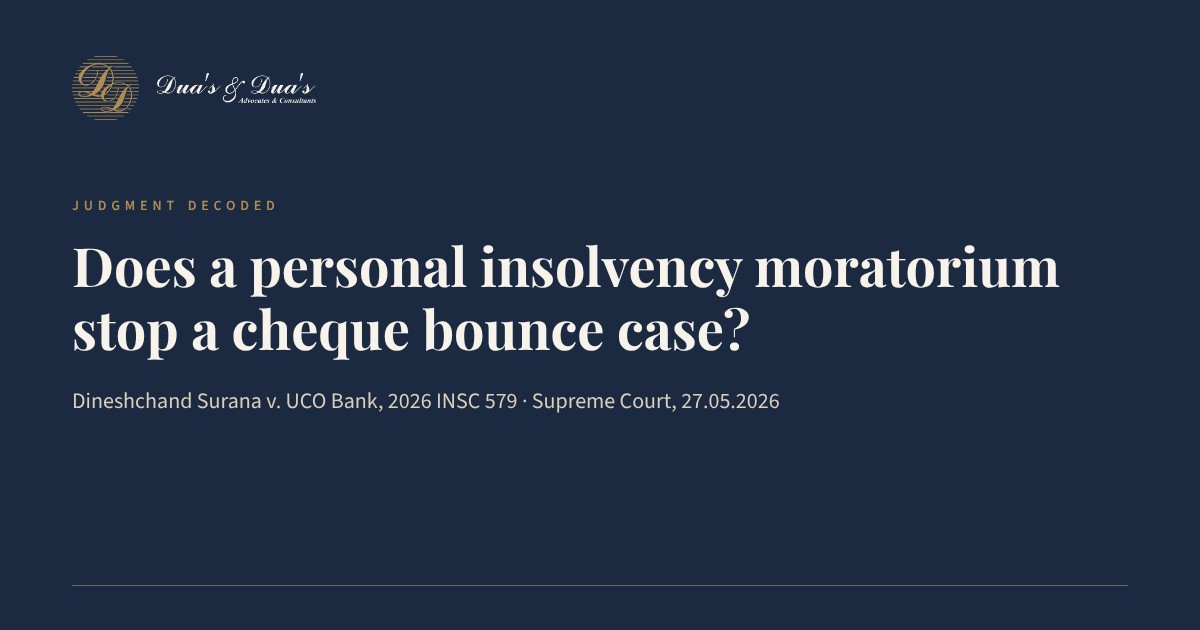 DD
Dua's & Dua's
Advocates & Consultants
JUDGMENT DECODED
Does a personal insolvency moratorium
stop a cheque bounce case?
Dineshchand Surana v. UCO Bank, 2026 INSC 579 · Supreme Court, 27.05.2026